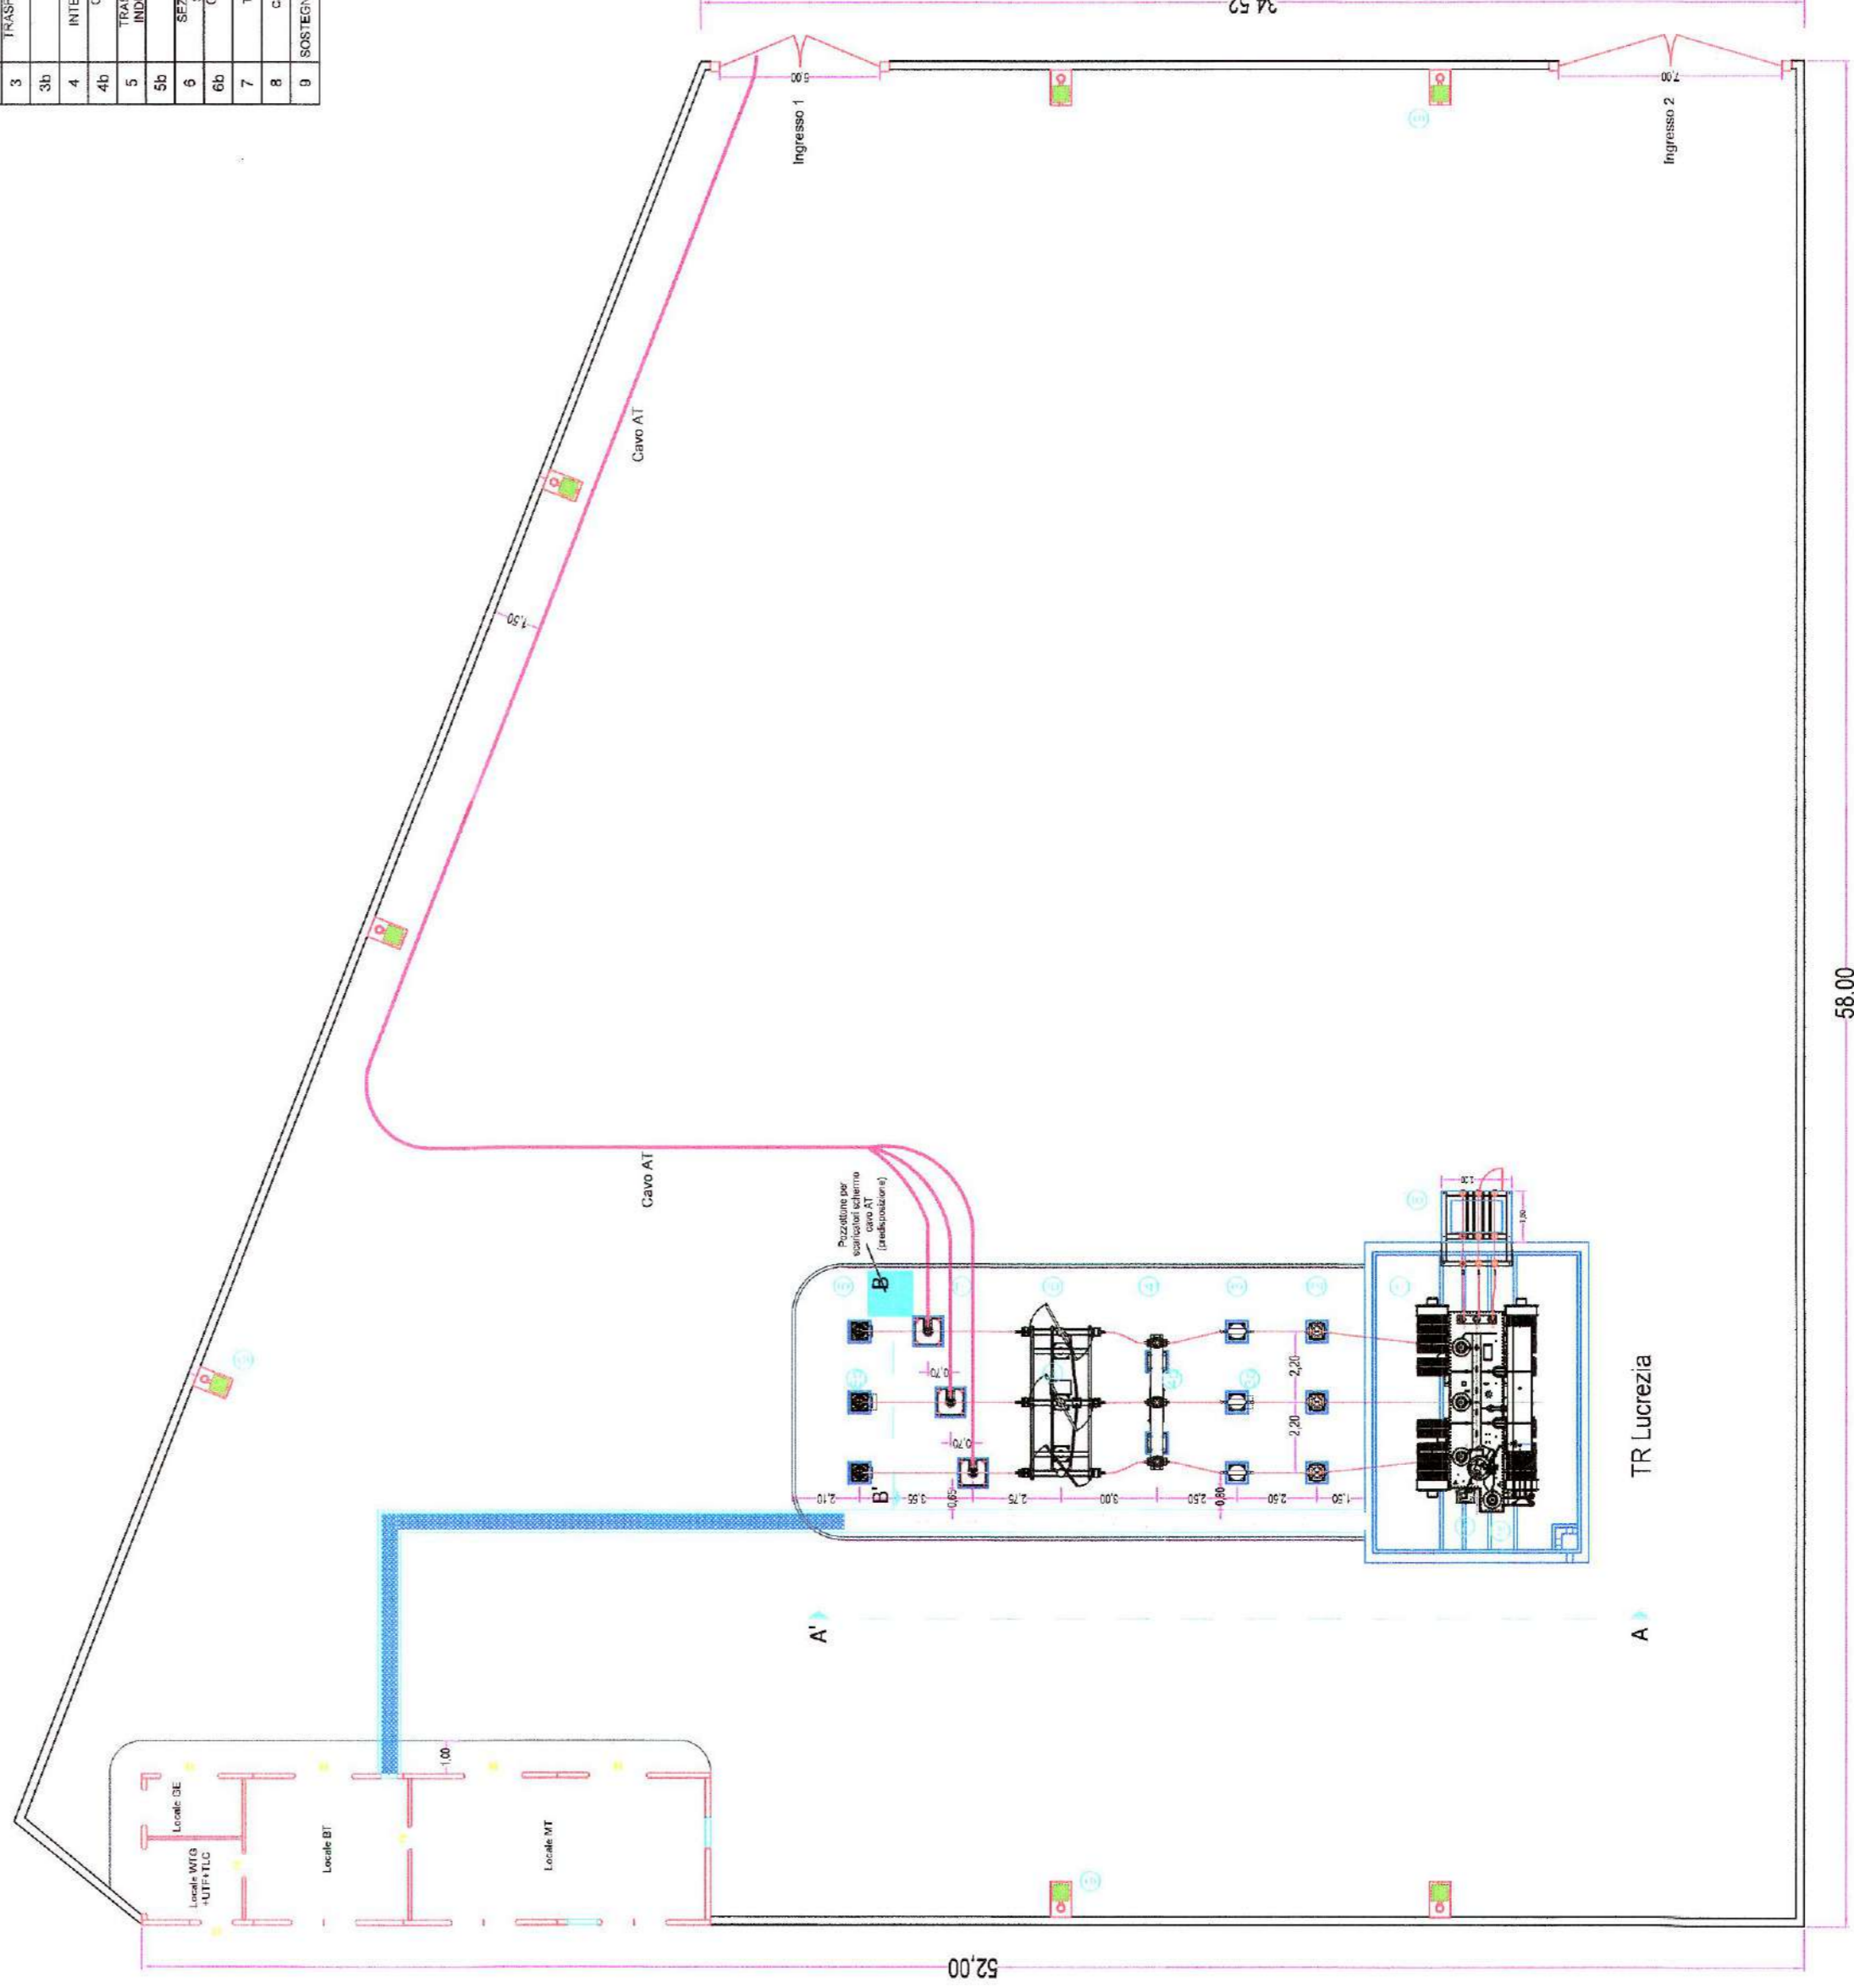 3
TRASF
3b
4
INTE
4b
5
TRA
IND
5b
6
SEZ
6b
7
8
9
SOSTEGN
34,52
5,00
7,00
Ingresso 1
Ingresso 2
Cavo AT
1,50
Cavo AT
Pozzettone per
scaricatori schermo
cavo AT
(predisposizione)
B
B'
0,70
0,70
2,10
3,55
0,65
2,75
3,00
2,50
0,80
2,50
1,50
2,20
2,20
4
TR Lucrezia
A'
A
1,00
Locale GE
Locale WTG
+UTF+TLC
Locale BT
Locale MT
52,00
58,00